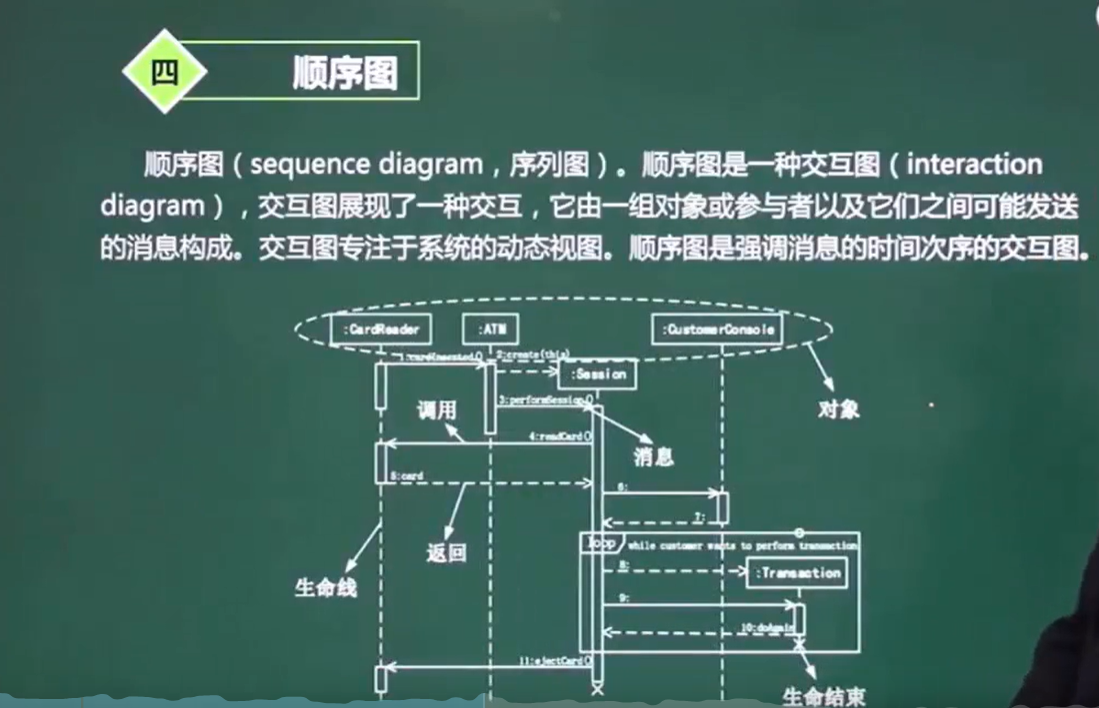 四
顺序图
顺序图（sequence diagram，序列图）。顺序图是一种交互图（interaction
diagram），交互图展现了一种交互，它由一组对象或参与者以及它们之间可能发送
的消息构成。交互图专注于系统的动态视图。顺序图是强调消息的时间次序的交互图。
:CardReader
:ATM
:CustomerConsole
2:create(this)
:Session
对象
3:performSession()
调用
4:readCard()
消息
5:card
6:
7:
返回
loop
while customer wants to perform transaction
8:
:Transaction
生命线
9:
10:doAgain
11:ejectCard()
生命结束